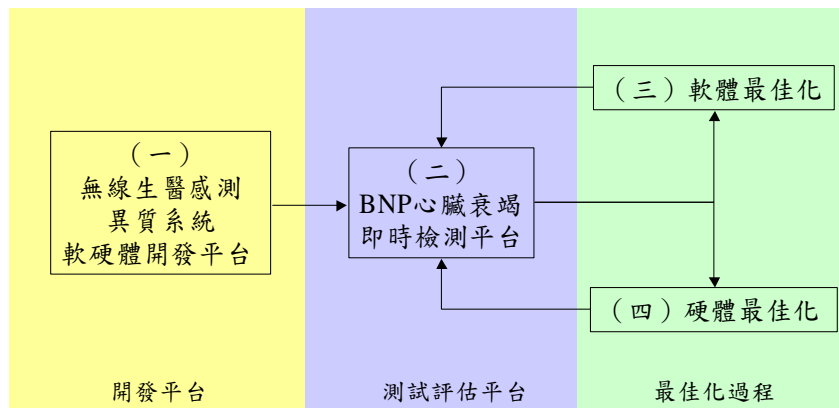 （一）
無線生醫感測
異質系統
軟硬體開發平台
（二）
BNP心臟衰竭
即時檢測平台
（三）軟體最佳化
（四）硬體最佳化
開發平台
測試評估平台
最佳化過程